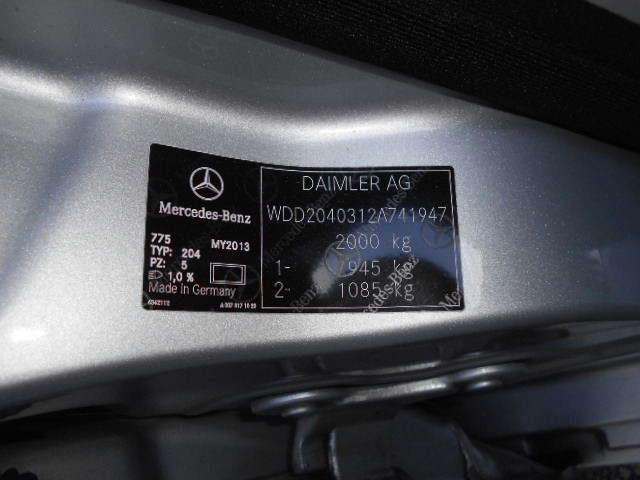 Mercedes-Benz
775 MY2013
TYP: 204
PZ: 5
1,0 %
Made in Germany
DAIMLER AG
WDD2040312A741947
2000 kg
1- 945 kg
2- 1085 kg